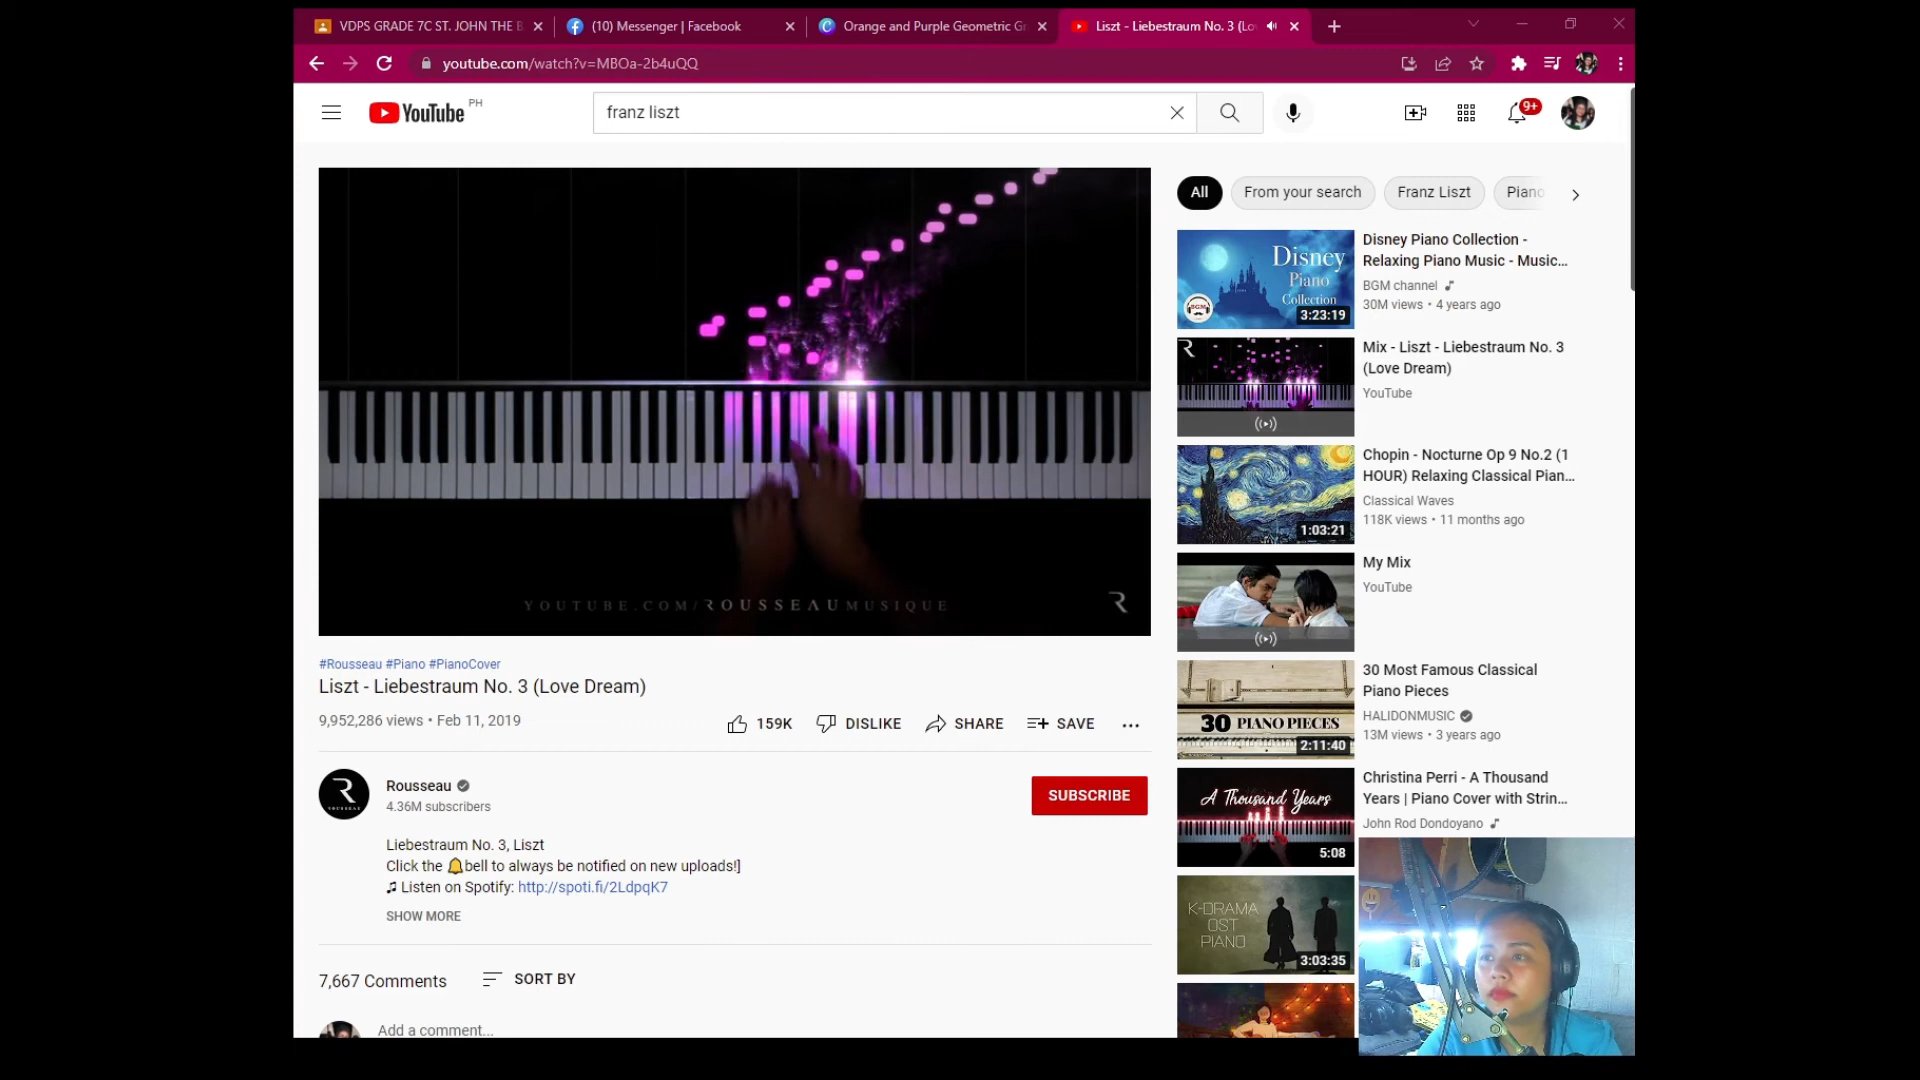 VDPS GRADE 7C ST. JOHN THE B
(10) Messenger | Facebook
Orange and Purple Geometric Gr
Liszt - Liebestraum No. 3 (Lo
youtube.com/watch?v=MBOa-2b4uQQ
YouTube PH
franz liszt
9+
All
From your search
Franz Liszt
Piano
Disney
Piano
Collection
BGM
3:23:19
Disney Piano Collection -
Relaxing Piano Music - Music...
BGM channel
30M views • 4 years ago
R
Mix - Liszt - Liebestraum No. 3
(Love Dream)
YouTube
1:03:21
Chopin - Nocturne Op 9 No.2 (1
HOUR) Relaxing Classical Pian...
Classical Waves
118K views • 11 months ago
My Mix
YouTube
30 PIANO PIECES
2:11:40
30 Most Famous Classical
Piano Pieces
HALIDONMUSIC
13M views • 3 years ago
A Thousand Years
5:08
Christina Perri - A Thousand
Years | Piano Cover with Strin...
John Rod Dondoyano
K-DRAMA
OST
PIANO
3:03:35
YOUTUBE.COM/ROUSSEAUMUSIQUE
R
#Rousseau #Piano #PianoCover
Liszt - Liebestraum No. 3 (Love Dream)
9,952,286 views • Feb 11, 2019
159K
DISLIKE
SHARE
SAVE
R
ROUSSEAU
Rousseau
4.36M subscribers
SUBSCRIBE
Liebestraum No. 3, Liszt
Click the 🔔bell to always be notified on new uploads!]
♫ Listen on Spotify: http://spoti.fi/2LdpqK7
SHOW MORE
7,667 Comments
SORT BY
Add a comment...